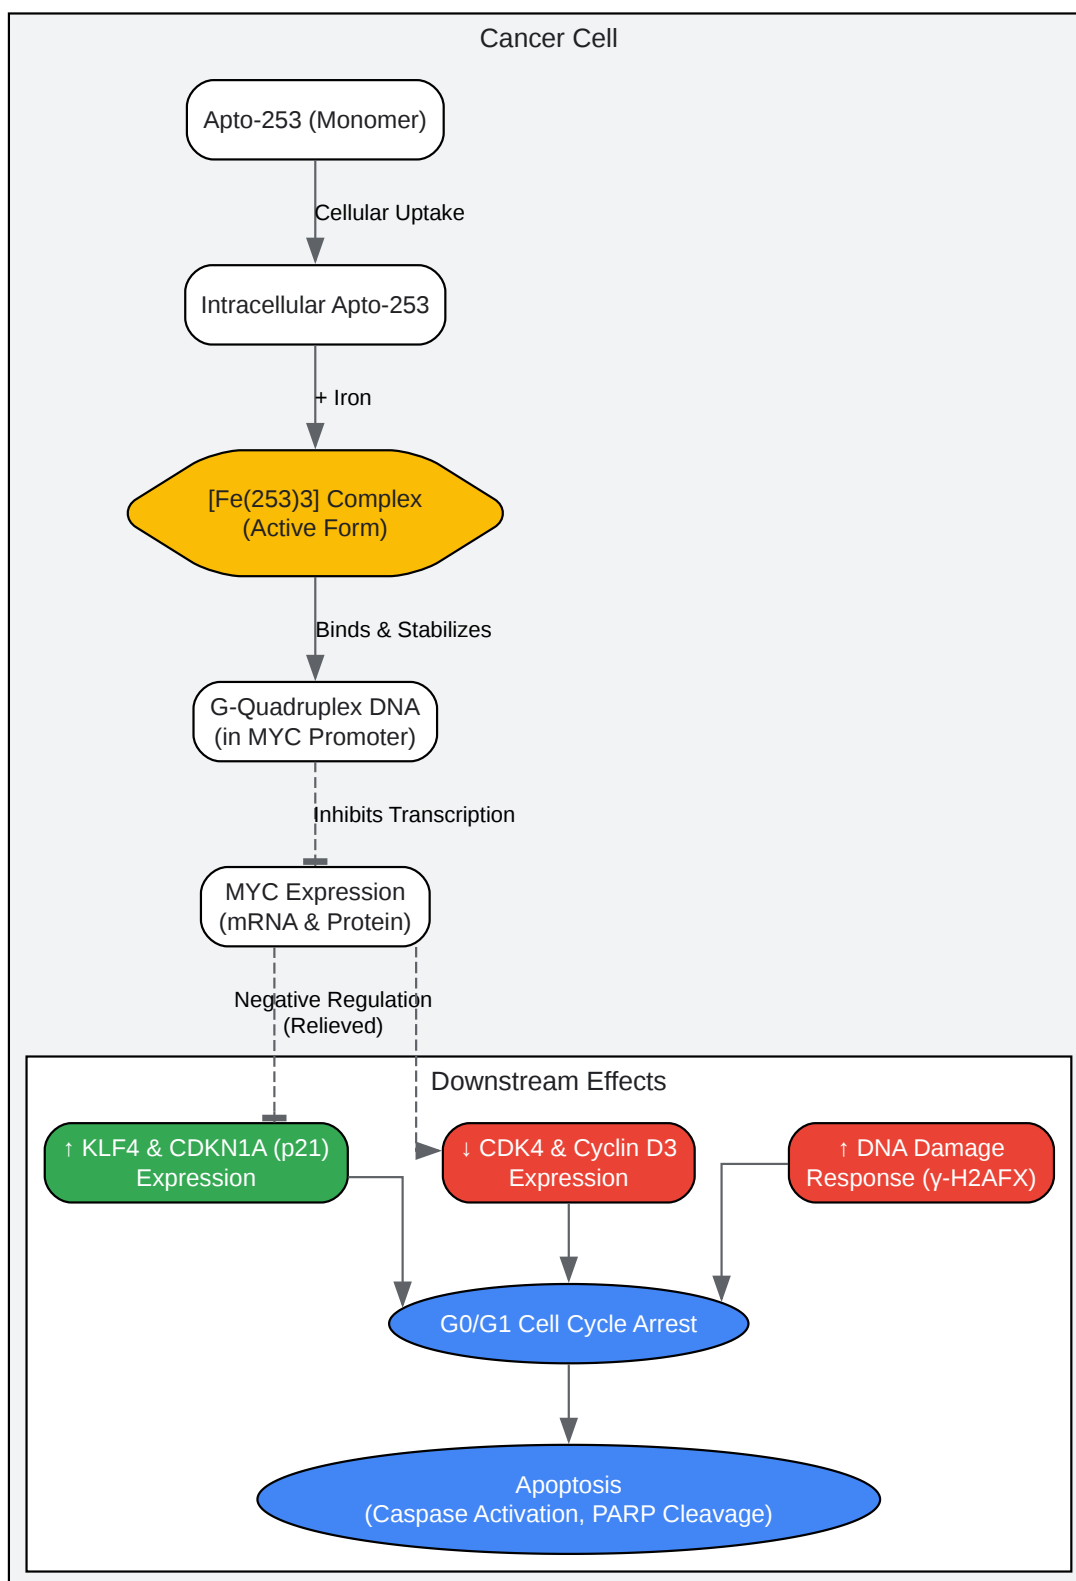 Cancer Cell
Apto-253 (Monomer)
Cellular Uptake
Intracellular Apto-253
+ Iron
[Fe(253)3] Complex
(Active Form)
Binds & Stabilizes
G-Quadruplex DNA
(in MYC Promoter)
Inhibits Transcription
MYC Expression
(mRNA & Protein)
Negative Regulation
(Relieved)
Downstream Effects
↑ KLF4 & CDKN1A (p21)
Expression
↓ CDK4 & Cyclin D3
Expression
↑ DNA Damage
Response (γ-H2AFX)
G0/G1 Cell Cycle Arrest
Apoptosis
(Caspase Activation, PARP Cleavage)